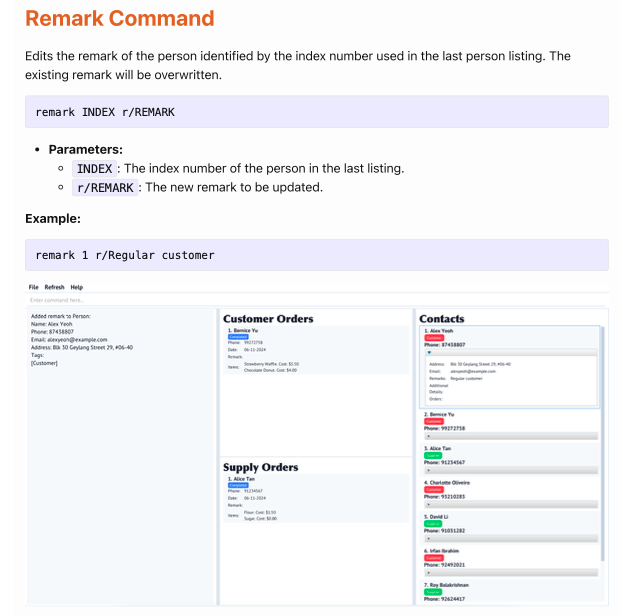 Remark Command
Edits the remark of the person identified by the index number used in the last person listing. The
existing remark will be overwritten.
remark INDEX r/REMARK
• Parameters:
○ INDEX : The index number of the person in the last listing.
○ r/REMARK : The new remark to be updated.
Example:
remark 1 r/Regular customer
File Refresh Help
Enter command here...
Added remark to Person:
Name: Alex Yeoh
Phone: 87438807
Email: alexyeoh@example.com
Address: Blk 30 Geylang Street 29, #06-40
Tags:
[Customer]
Customer Orders
1. Bernice Yu
Completed
Phone: 99272758
Date: 06-11-2024
Remark:
Items: Strawberry Waffle: Cost: $5.50
Chocolate Donut: Cost: $4.00
Supply Orders
1. Alice Tan
Completed
Phone: 91234567
Date: 06-11-2024
Remark:
Items: Flour: Cost: $2.50
Sugar: Cost: $0.80
Contacts
1. Alex Yeoh
Customer
Phone: 87438807
Address: Blk 30 Geylang Street 29, #06-40
Email: alexyeoh@example.com
Remarks: Regular customer
Additional
Details:
Orders:
2. Bernice Yu
Customer
Phone: 99272758
3. Alice Tan
Supplier
Phone: 91234567
4. Charlotte Oliveiro
Customer
Phone: 93210283
5. David Li
Supplier
Phone: 91031282
6. Irfan Ibrahim
Customer
Phone: 92492021
7. Roy Balakrishnan
Supplier
Phone: 92624417